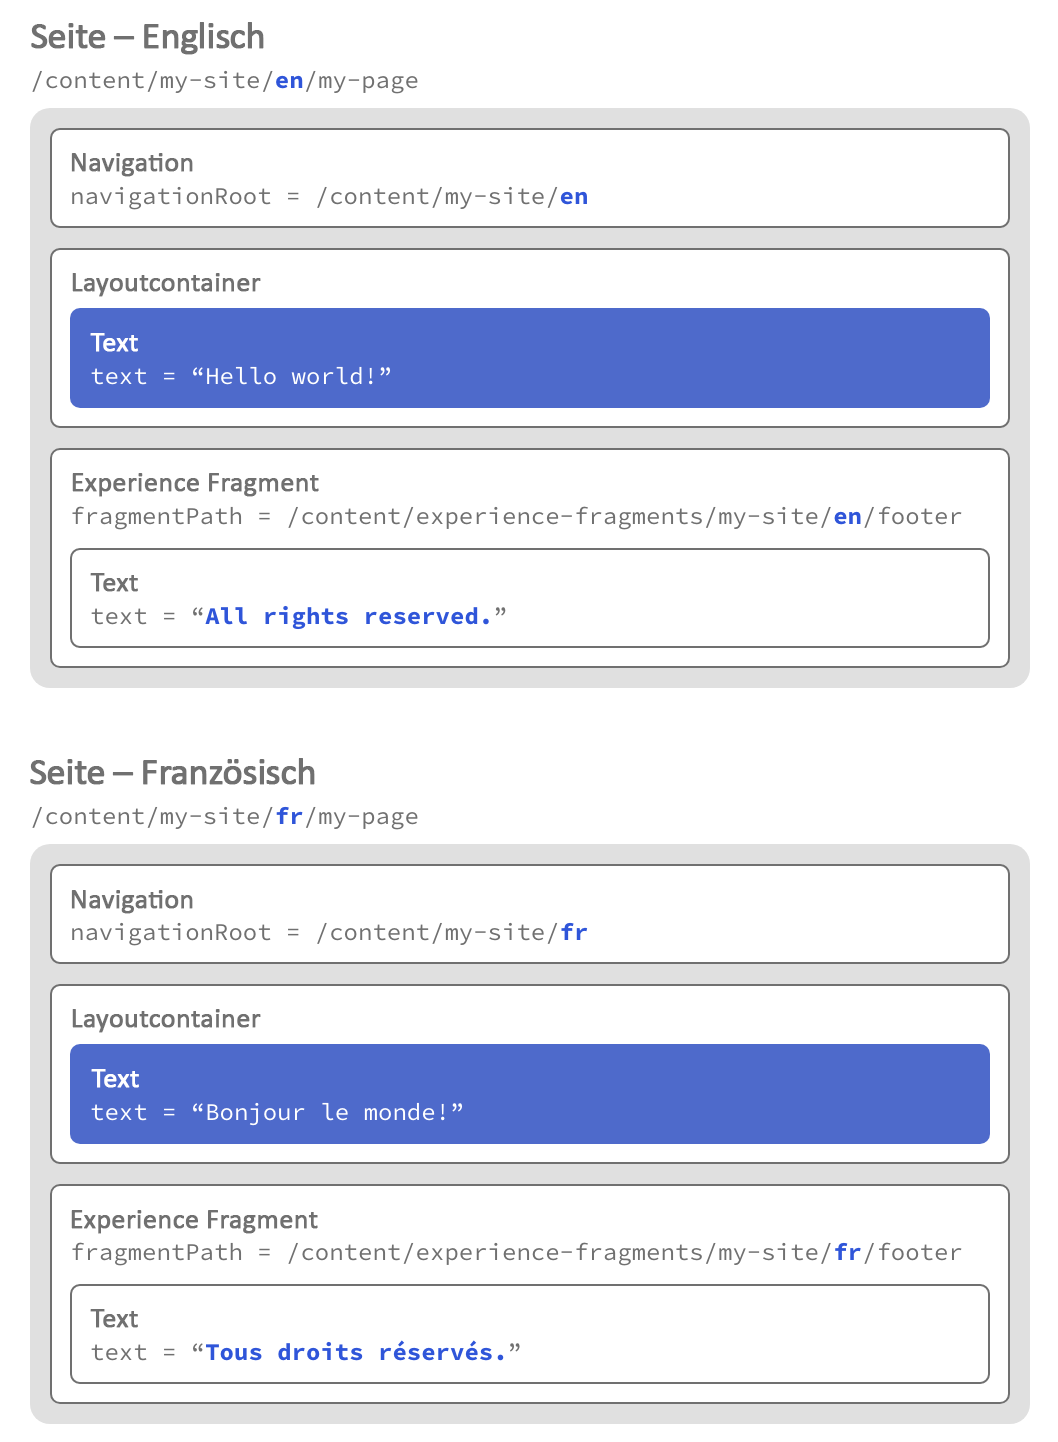 Seite – Englisch
/content/my-site/en/my-page
Navigation
navigationRoot = /content/my-site/en
Layoutcontainer
Text
text = “Hello world!”
Experience Fragment
fragmentPath = /content/experience-fragments/my-site/en/footer
Text
text = “All rights reserved.”
Seite – Französisch
/content/my-site/fr/my-page
Navigation
navigationRoot = /content/my-site/fr
Layoutcontainer
Text
text = “Bonjour le monde!”
Experience Fragment
fragmentPath = /content/experience-fragments/my-site/fr/footer
Text
text = “Tous droits réservés.”